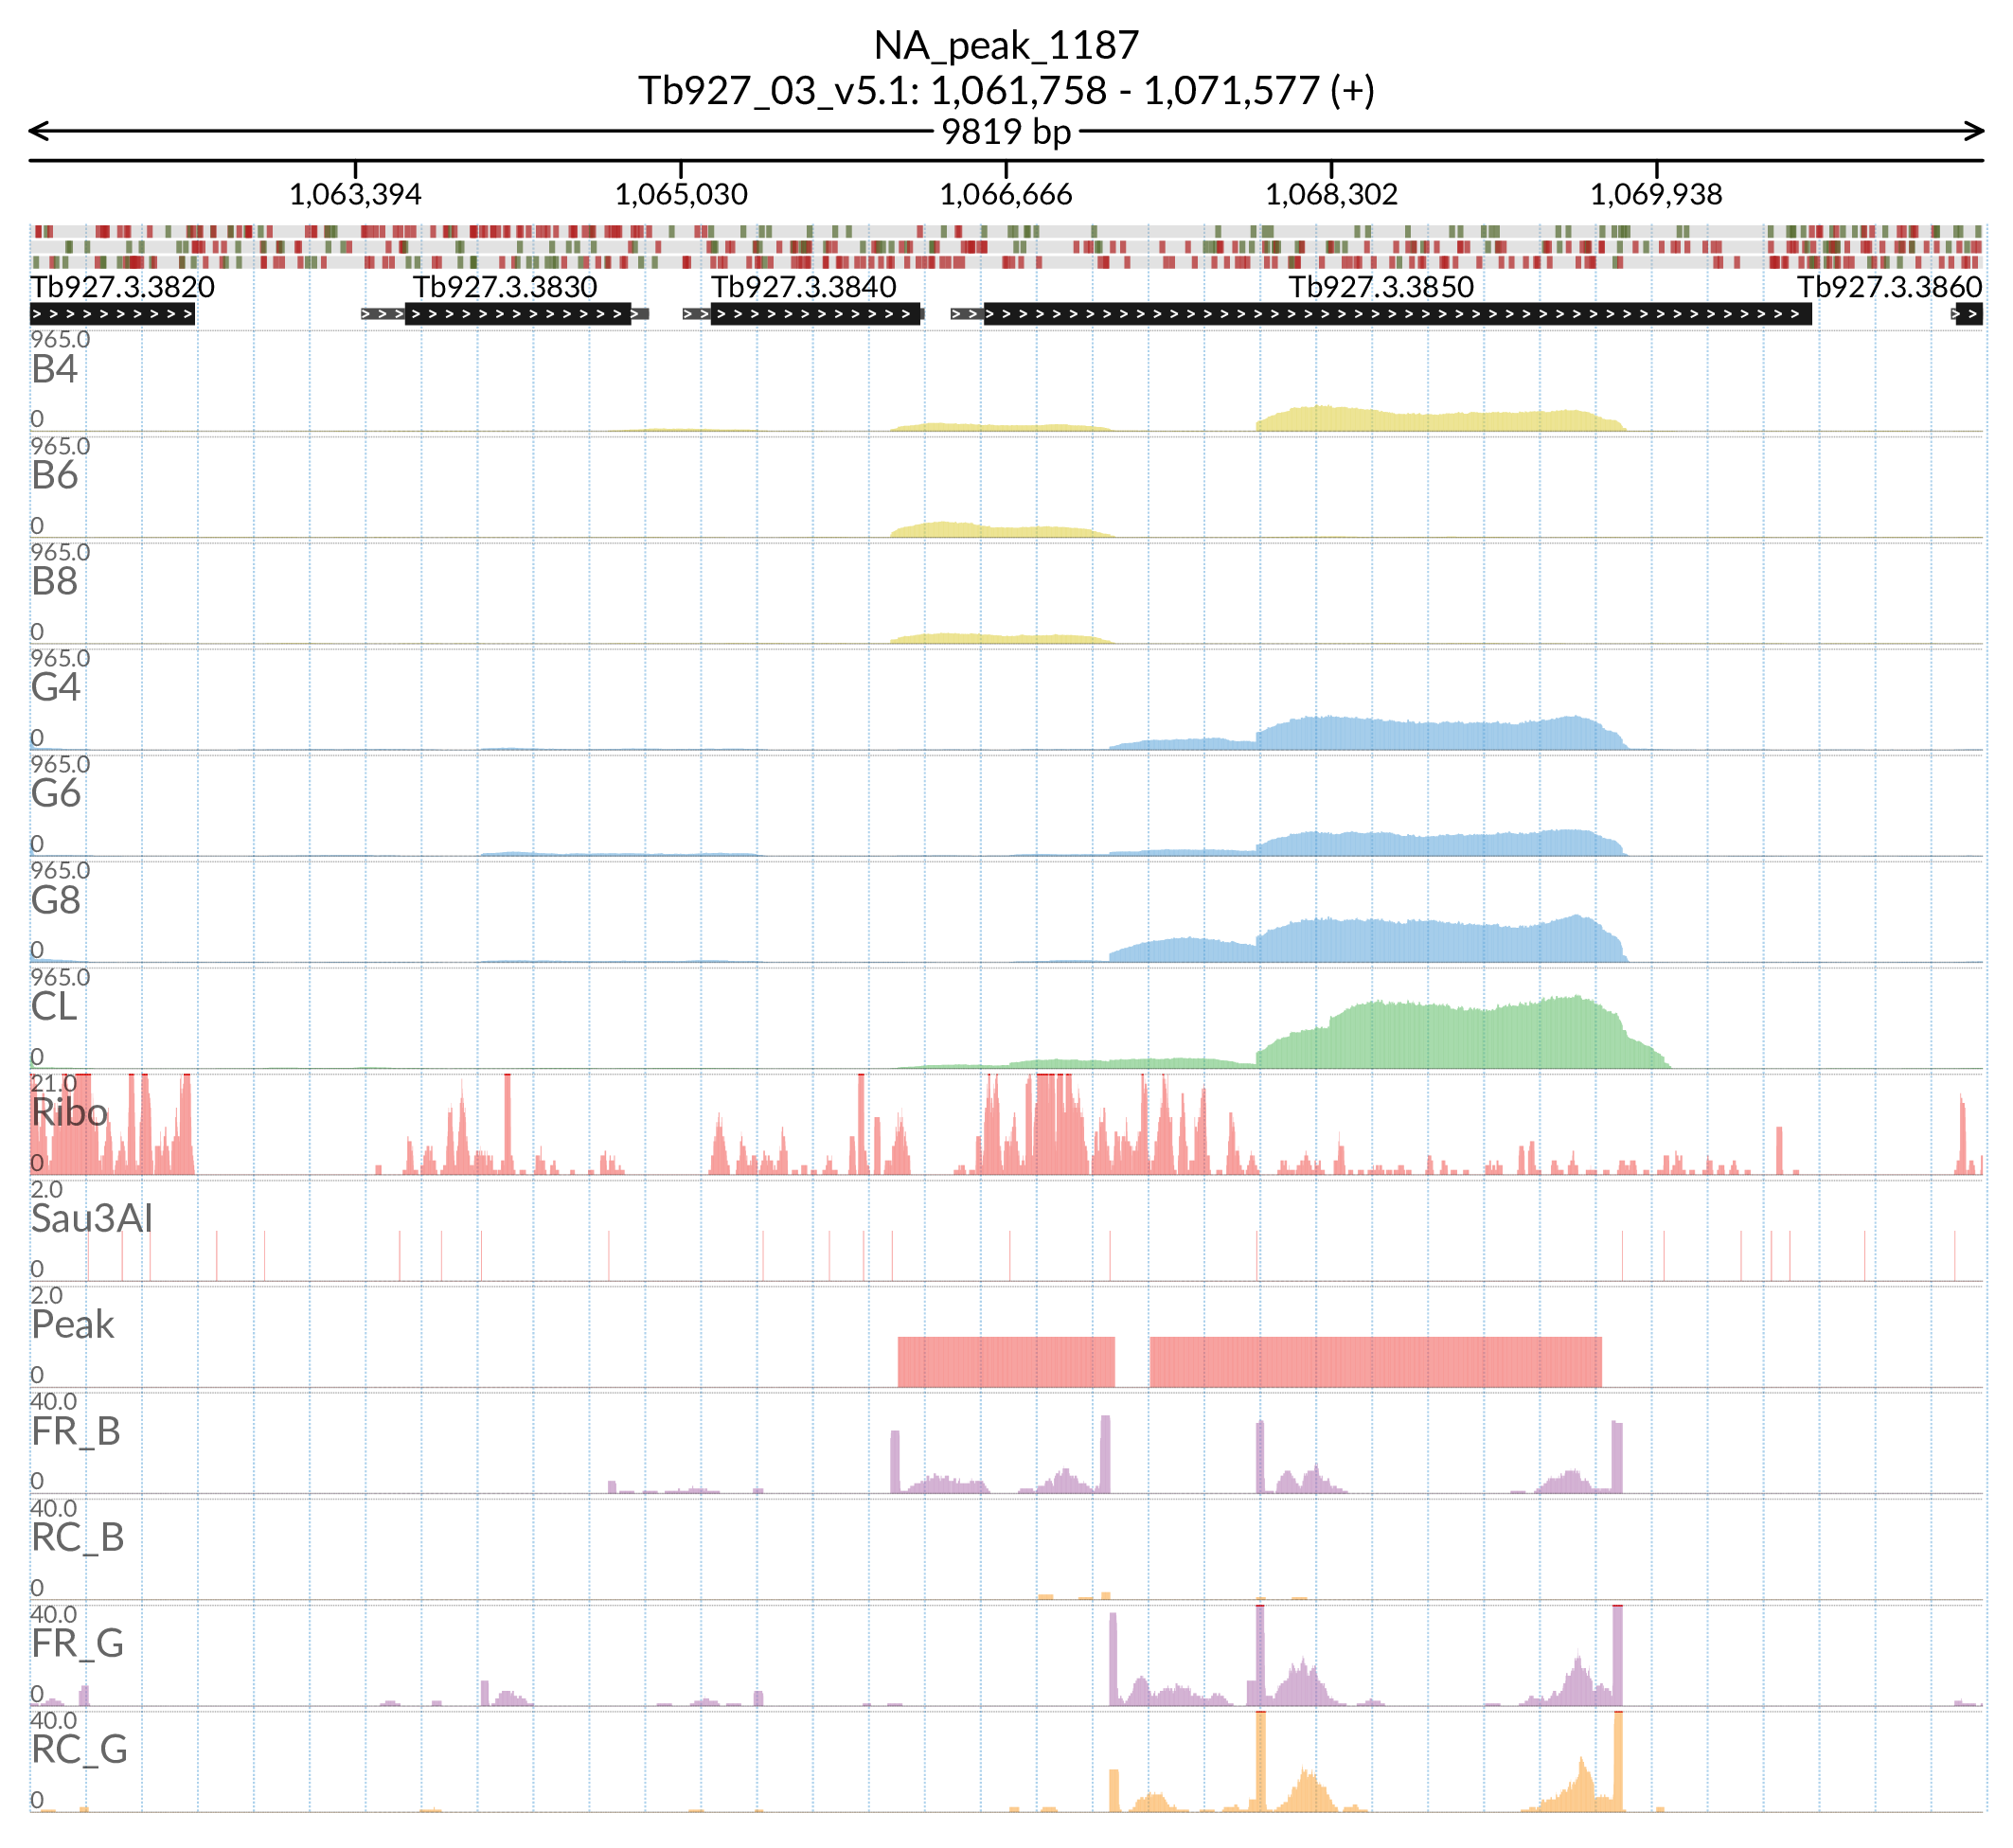 NA_peak_1187
Tb927_03_v5.1: 1,061,758 - 1,071,577 (+)
9819 bp
1,063,394 1,065,030 1,066,666 1,068,302 1,069,938
Tb927.3.3820 Tb927.3.3830 Tb927.3.3840 Tb927.3.3850 Tb927.3.3860
965.0
B4
0
965.0
B6
0
965.0
B8
0
965.0
G4
0
965.0
G6
0
965.0
G8
0
965.0
CL
0
21.0
Ribo
0
2.0
Sau3AI
0
2.0
Peak
0
40.0
FR_B
0
40.0
RC_B
0
40.0
FR_G
0
40.0
RC_G
0